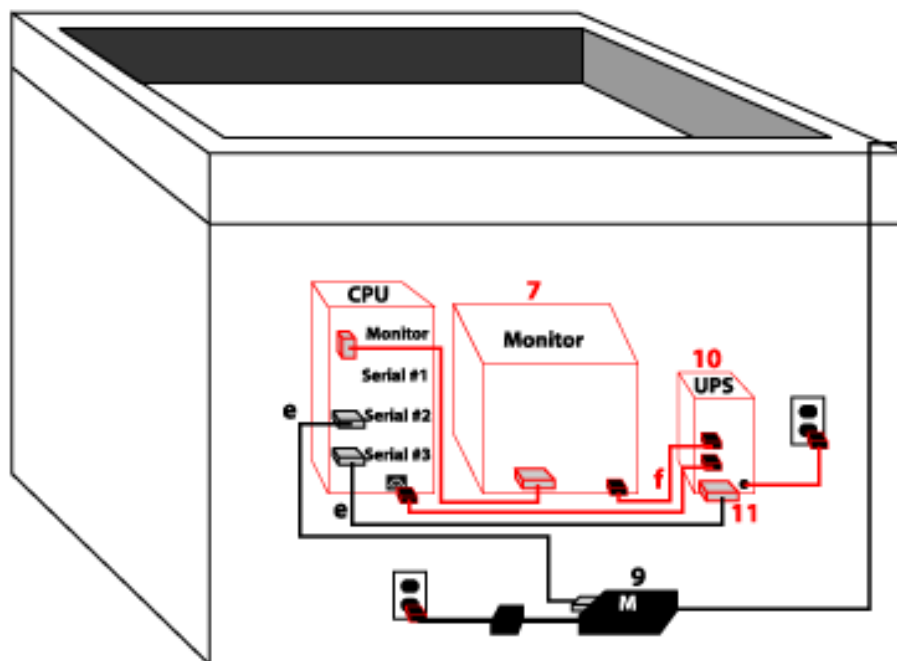 7
CPU
Monitor
Monitor
10
Serial #1
UPS
e
Serial #2
Serial #3
f
e
11
9
M